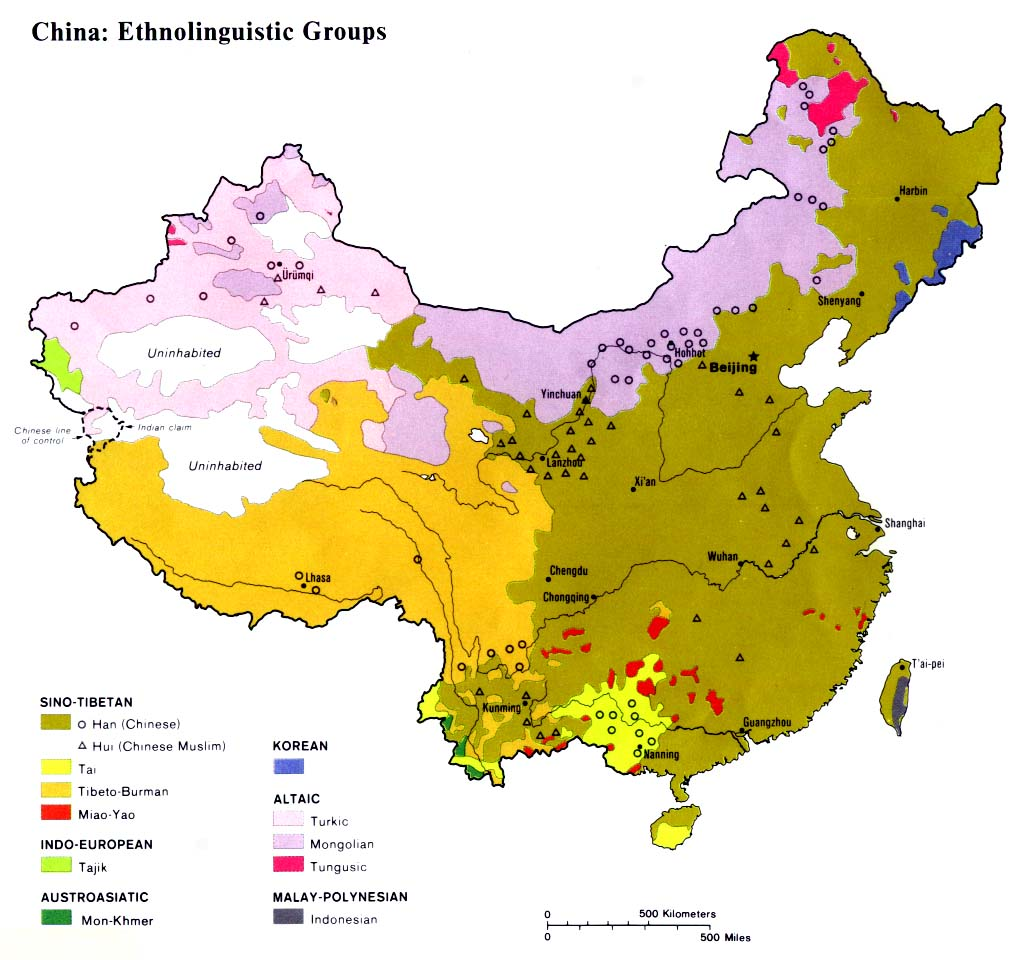 China: Ethnolinguistic Groups
Harbin
Ürümqi
Shenyang
Uninhabited
Hohhot
Beijing
Yinchuan
Chinese line
of control
Indian claim
Uninhabited
Lanzhou
Xi'an
Shanghai
Wuhan
Lhasa
Chengdu
Chongqing
T'ai-pei
Kunming
Guangzhou
Nanning
SINO-TIBETAN
Han (Chinese)
Hui (Chinese Muslim)
Tai
Tibeto-Burman
Miao-Yao
INDO-EUROPEAN
Tajik
AUSTROASIATIC
Mon-Khmer
KOREAN
ALTAIC
Turkic
Mongolian
Tungusic
MALAY-POLYNESIAN
Indonesian
0 500 Kilometers
0 500 Miles